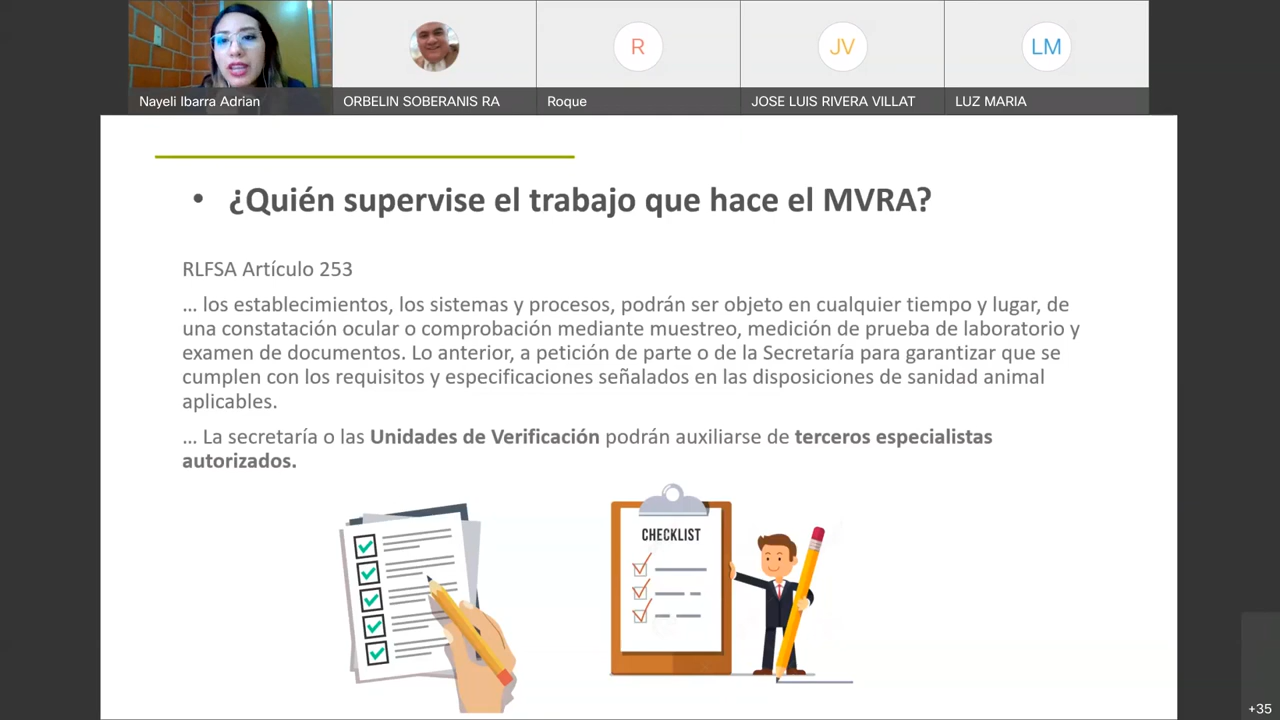 Nayeli Ibarra Adrian
ORBELIN SOBERANIS RA
R
Roque
JV
JOSE LUIS RIVERA VILLAT
LM
LUZ MARIA
• ¿Quién supervise el trabajo que hace el MVRA?
RLFSA Artículo 253
... los establecimientos, los sistemas y procesos, podrán ser objeto en cualquier tiempo y lugar, de
una constatación ocular o comprobación mediante muestreo, medición de prueba de laboratorio y
examen de documentos. Lo anterior, a petición de parte o de la Secretaría para garantizar que se
cumplen con los requisitos y especificaciones señalados en las disposiciones de sanidad animal
aplicables.
... La secretaría o las Unidades de Verificación podrán auxiliarse de terceros especialistas
autorizados.
CHECKLIST
+35